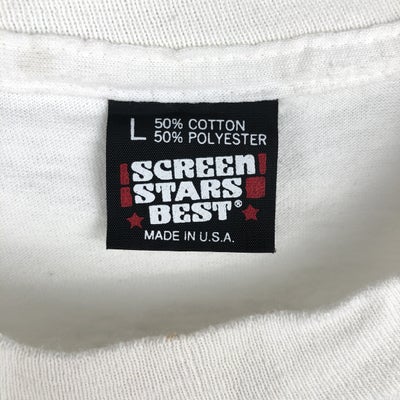 L 50% COTTON
50% POLYESTER
SCREEN
STARS
BEST®
MADE IN U.S.A.